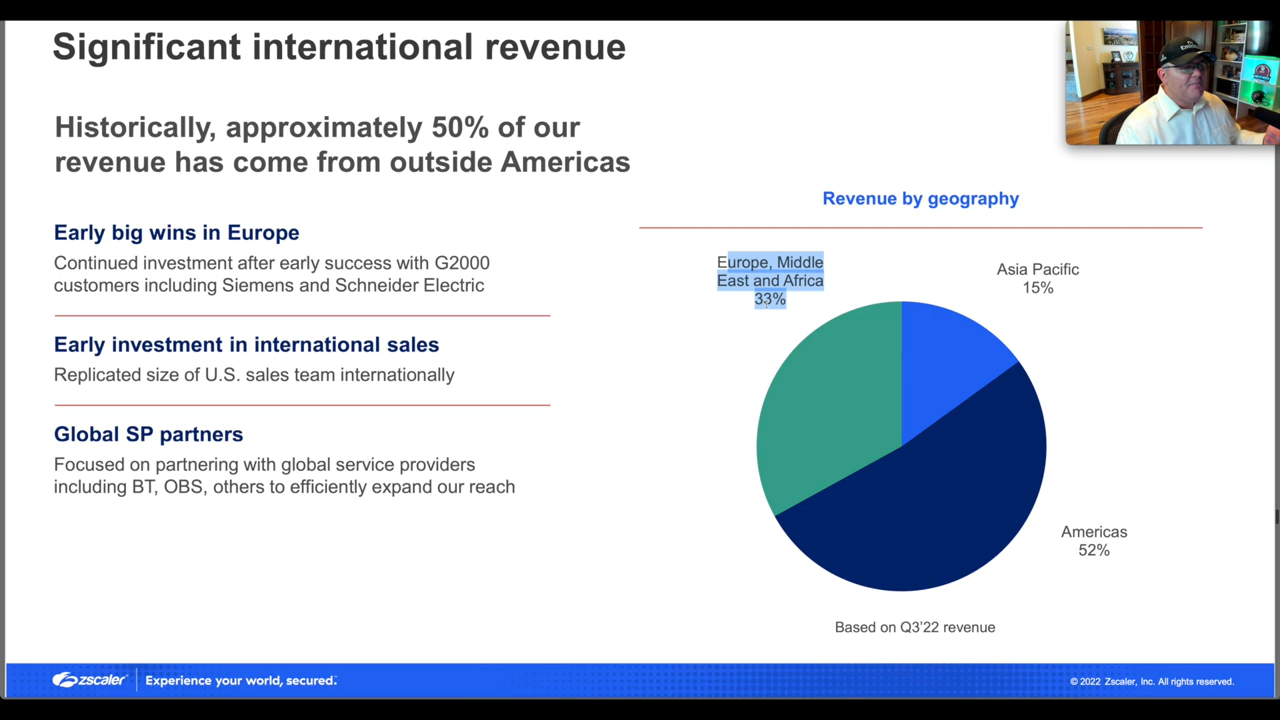 Significant international revenue
Historically, approximately 50% of our
revenue has come from outside Americas
Early big wins in Europe
Continued investment after early success with G2000
customers including Siemens and Schneider Electric
Early investment in international sales
Replicated size of U.S. sales team internationally
Global SP partners
Focused on partnering with global service providers
including BT, OBS, others to efficiently expand our reach
Revenue by geography
Europe, Middle
East and Africa
33%
Asia Pacific
15%
Americas
52%
Based on Q3'22 revenue
zscaler™ Experience your world, secured.™
© 2022 Zscaler, Inc. All rights reserved.